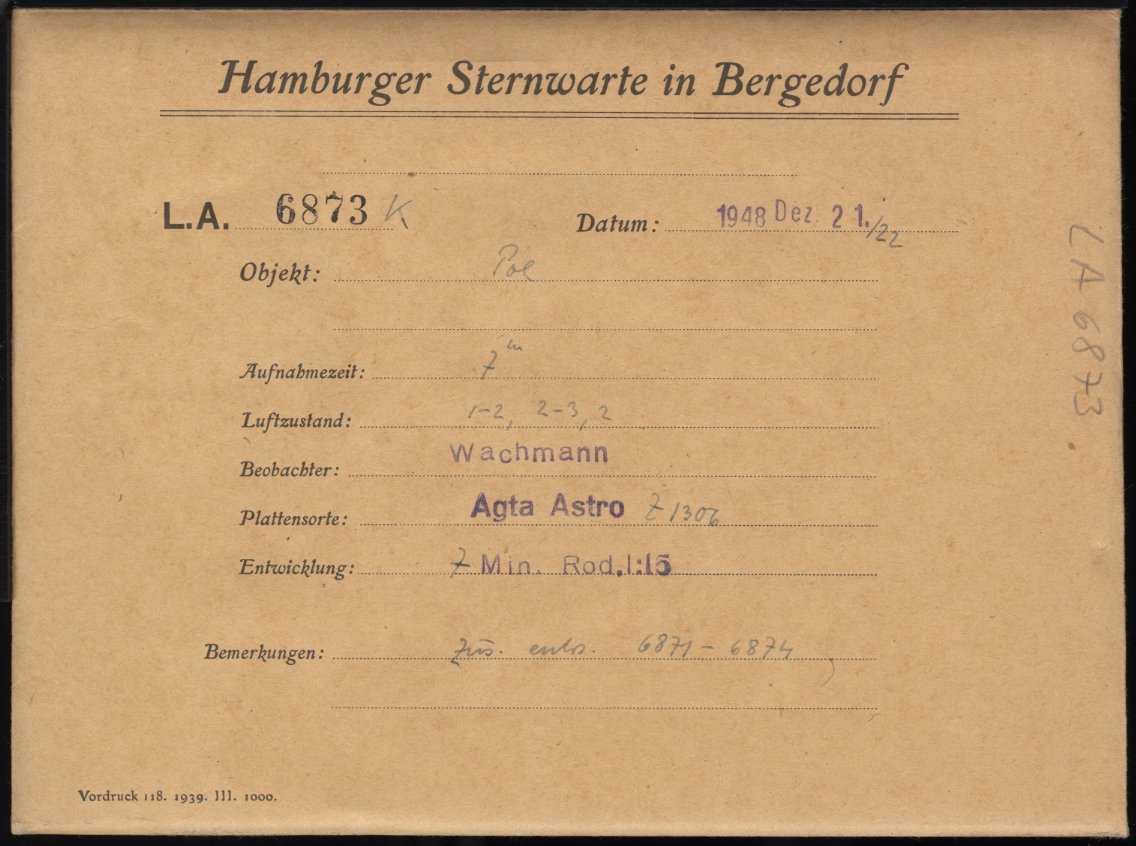 Hamburger Sternwarte in Bergedorf
L.A. 6873 K
Datum: 1948 Dez 21./22
Objekt: Pol
Aufnahmezeit: 7m
Luftzustand: 1-2, 2-3, 2
Beobachter: Wachmann
Plattensorte: Agfa Astro Z 1306
Entwicklung: 7 Min. Rod. 1:15
Bemerkungen: zus. entw. 6871 - 6874
Vordruck 118. 1939. III. 1000.
LA 6873